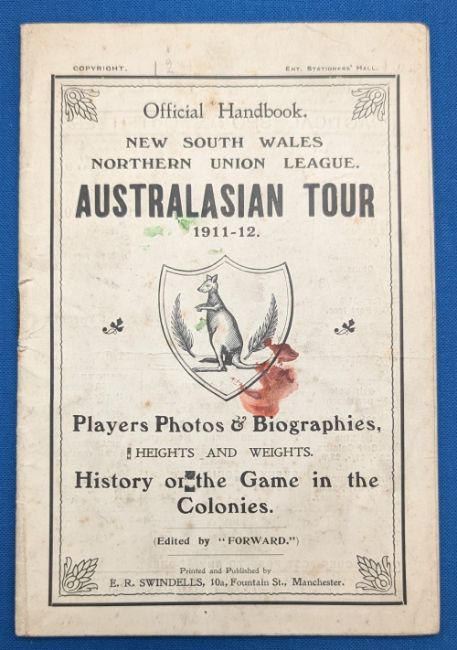 COPYRIGHT. 2 ENT. STATIONERS' HALL.
Official Handbook.
NEW SOUTH WALES
NORTHERN UNION LEAGUE.
AUSTRALASIAN TOUR
1911-12.
Players Photos & Biographies,
HEIGHTS AND WEIGHTS.
History of the Game in the
Colonies.
(Edited by "FORWARD.")
Printed and Published by
E. R. SWINDELLS, 10a, Fountain St., Manchester.